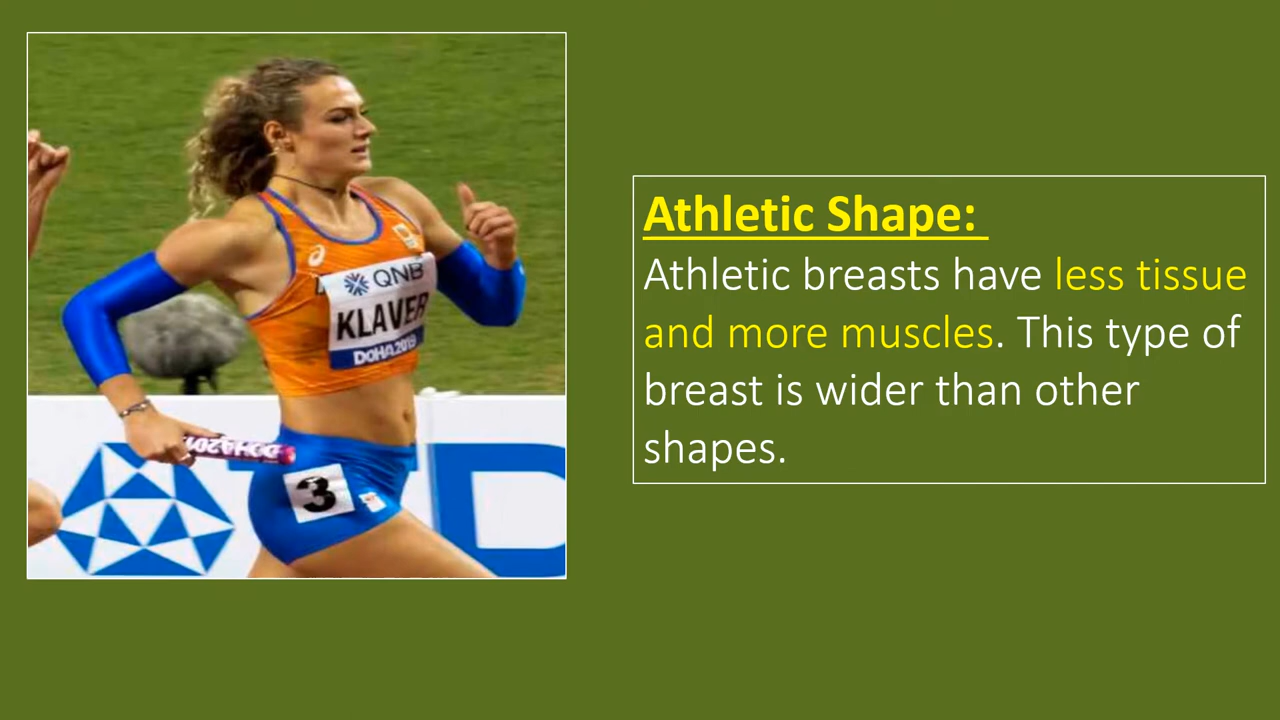 QNB
KLAVER
DOHA2019
DOHA2019
3
Athletic Shape:
Athletic breasts have less tissue
and more muscles. This type of
breast is wider than other
shapes.